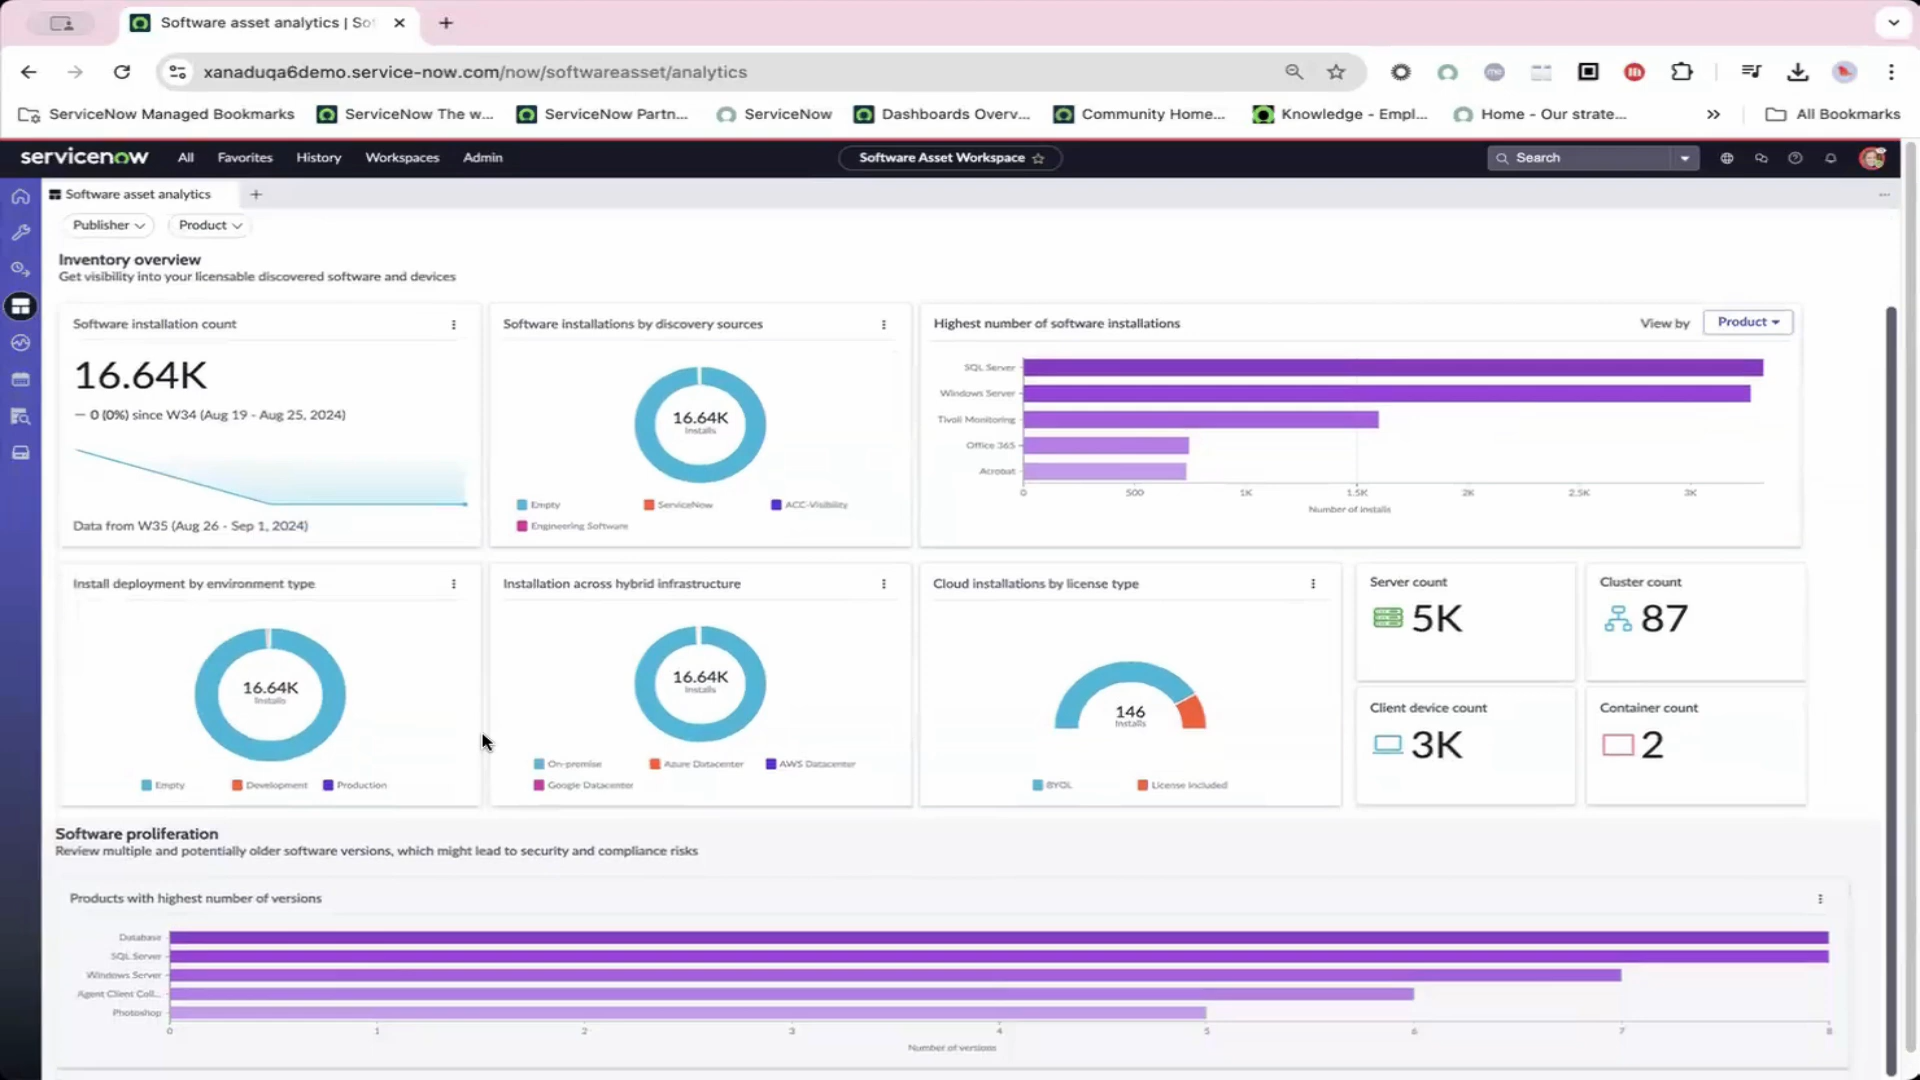 Software asset analytics | So
xanaduqa6demo.service-now.com/now/softwareasset/analytics
ServiceNow Managed Bookmarks
ServiceNow The w...
ServiceNow Partn...
ServiceNow
Dashboards Overv...
Community Home...
Knowledge - Empl...
Home - Our strate...
All Bookmarks
servicenow
All
Favorites
History
Workspaces
Admin
Software Asset Workspace
Search
Software asset analytics
Publisher
Product
Inventory overview
Get visibility into your licensable discovered software and devices
Software installation count
16.64K
— 0 (0%) since W34 (Aug 19 - Aug 25, 2024)
Data from W35 (Aug 26 - Sep 1, 2024)
Software installations by discovery sources
16.64K
Installs
Empty
ServiceNow
ACC-Visibility
Engineering Software
Highest number of software installations
View by
Product
SQL Server
Windows Server
Tivoli Monitoring
Office 365
Acrobat
0
500
1K
1.5K
2K
2.5K
3K
Number of installs
Install deployment by environment type
16.64K
Installs
Empty
Development
Production
Installation across hybrid infrastructure
16.64K
Installs
On-premise
Azure Datacenter
AWS Datacenter
Google Datacenter
Cloud installations by license type
146
Installs
BYOL
License Included
Server count
5K
Cluster count
87
Client device count
3K
Container count
2
Software proliferation
Review multiple and potentially older software versions, which might lead to security and compliance risks
Products with highest number of versions
Database
SQL Server
Windows Server
Agent Client Coll...
Photoshop
0
1
2
3
4
5
6
7
8
Number of versions